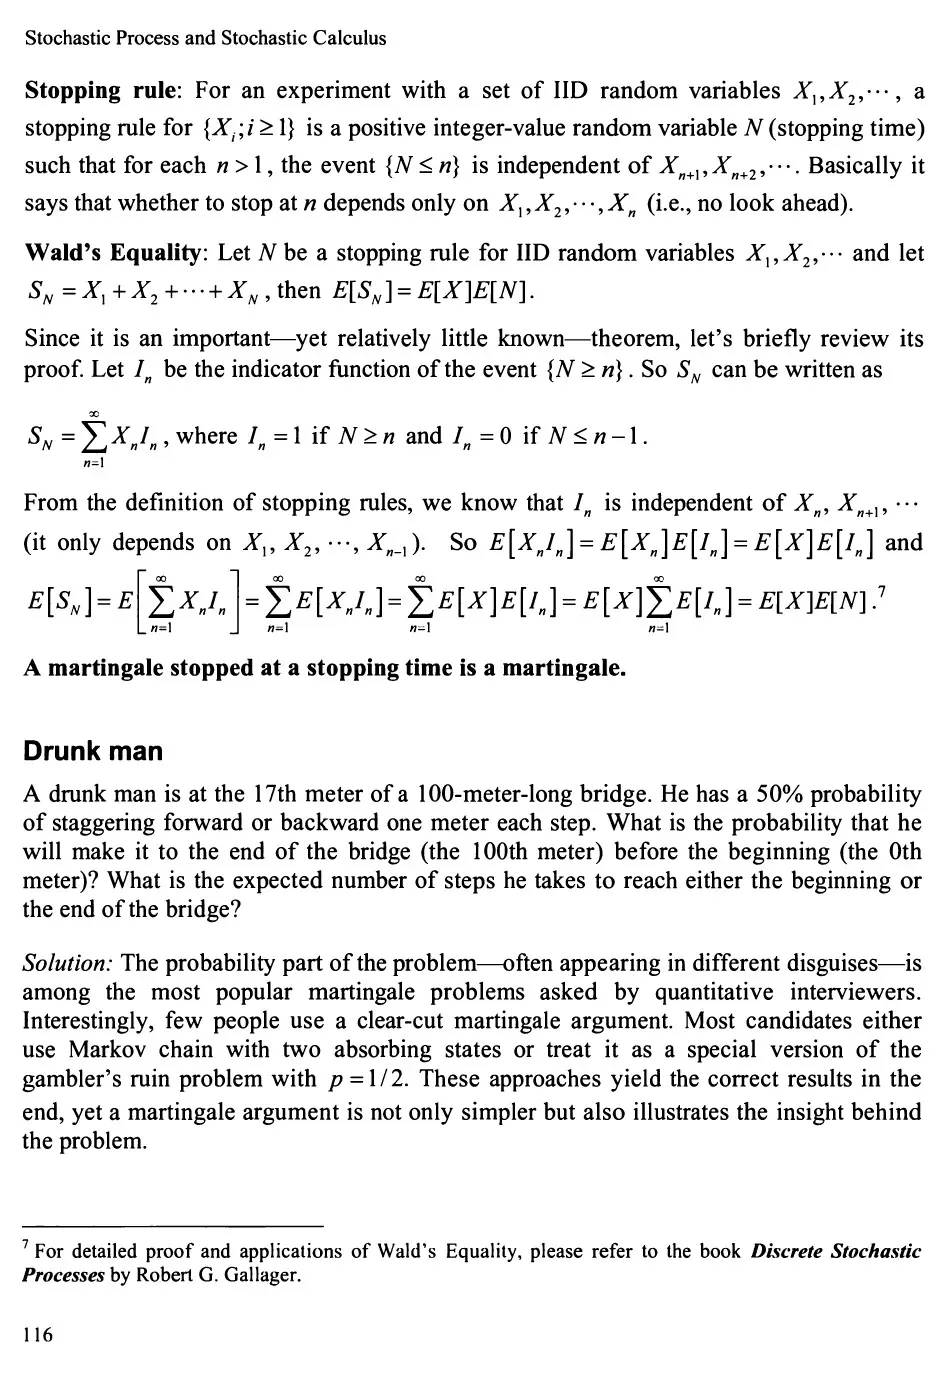 Stochastic Process and Stochastic Calculus
Stopping rule: For an experiment with a set of IID random variables X₁, X₂, ⋯, a
stopping rule for {Xᵢ; i ≥ 1} is a positive integer-value random variable N (stopping time)
such that for each n > 1, the event {N ≤ n} is independent of Xₙ₊₁, Xₙ₊₂, ⋯. Basically it
says that whether to stop at n depends only on X₁, X₂, ⋯, Xₙ (i.e., no look ahead).
Wald's Equality: Let N be a stopping rule for IID random variables X₁, X₂, ⋯ and let
S_N = X₁ + X₂ + ⋯ + X_N, then E[S_N] = E[X]E[N].
Since it is an important—yet relatively little known—theorem, let's briefly review its
proof. Let Iₙ be the indicator function of the event {N ≥ n}. So S_N can be written as
S_N = ∑_{n=1}^{∞} XₙIₙ, where Iₙ = 1 if N ≥ n and Iₙ = 0 if N ≤ n − 1.
From the definition of stopping rules, we know that Iₙ is independent of Xₙ, Xₙ₊₁, ⋯
(it only depends on X₁, X₂, ⋯, Xₙ₋₁). So E[XₙIₙ] = E[Xₙ]E[Iₙ] = E[X]E[Iₙ] and
E[S_N] = E[∑_{n=1}^{∞} XₙIₙ] = ∑_{n=1}^{∞} E[XₙIₙ] = ∑_{n=1}^{∞} E[X]E[Iₙ] = E[X]∑_{n=1}^{∞} E[Iₙ] = E[X]E[N].⁷
A martingale stopped at a stopping time is a martingale.
Drunk man
A drunk man is at the 17th meter of a 100-meter-long bridge. He has a 50% probability
of staggering forward or backward one meter each step. What is the probability that he
will make it to the end of the bridge (the 100th meter) before the beginning (the 0th
meter)? What is the expected number of steps he takes to reach either the beginning or
the end of the bridge?
Solution: The probability part of the problem—often appearing in different disguises—is
among the most popular martingale problems asked by quantitative interviewers.
Interestingly, few people use a clear-cut martingale argument. Most candidates either
use Markov chain with two absorbing states or treat it as a special version of the
gambler's ruin problem with p = 1/2. These approaches yield the correct results in the
end, yet a martingale argument is not only simpler but also illustrates the insight behind
the problem.
⁷ For detailed proof and applications of Wald's Equality, please refer to the book Discrete Stochastic
Processes by Robert G. Gallager.
116